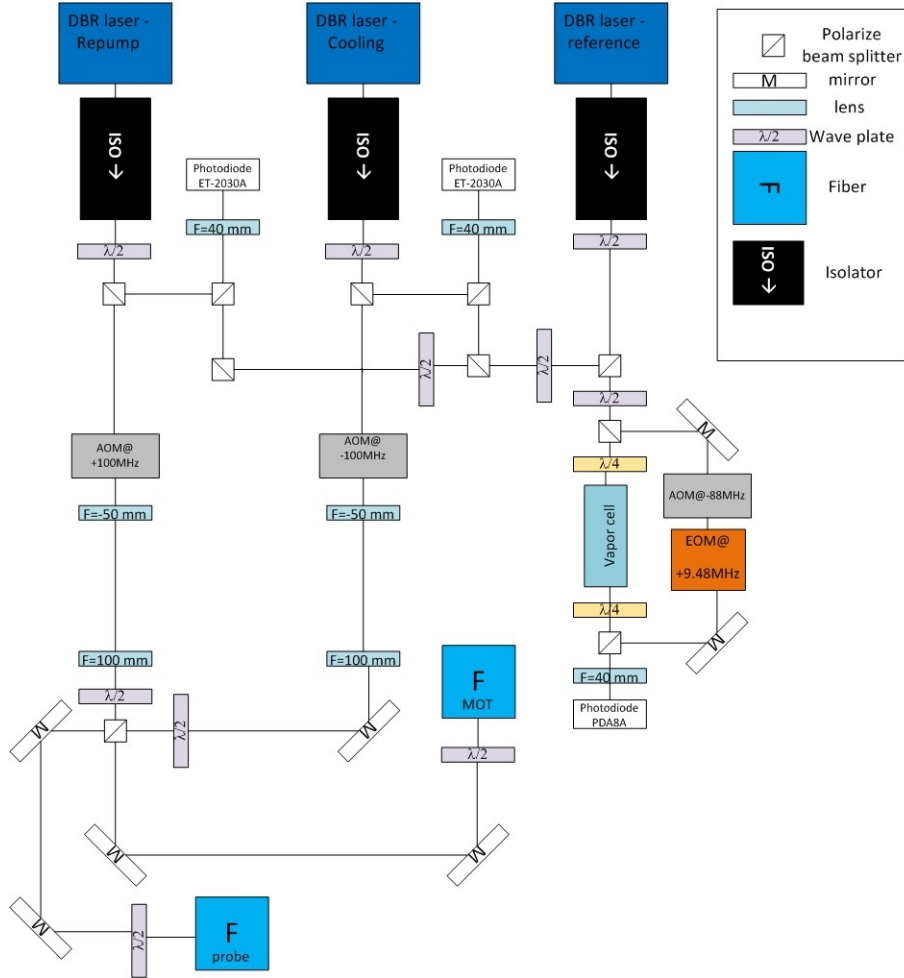 DBR laser -
Repump
DBR laser -
Cooling
DBR laser -
reference
Polarize
beam splitter
M
mirror
lens
λ/2
Wave plate
F
Fiber
ISO →
Isolator
ISO →
ISO →
ISO →
Photodiode
ET-2030A
Photodiode
ET-2030A
F=40 mm
F=40 mm
λ/2
λ/2
λ/2
λ/2
λ/2
λ/2
M
AOM@
+100MHz
AOM@
-100MHz
λ/4
AOM@-88MHz
F=-50 mm
F=-50 mm
Vapor cell
EOM@
+9.48MHz
λ/4
M
F=100 mm
F=100 mm
F=40 mm
F
MOT
Photodiode
PDA8A
λ/2
M
λ/2
M
λ/2
M
M
M
λ/2
F
probe